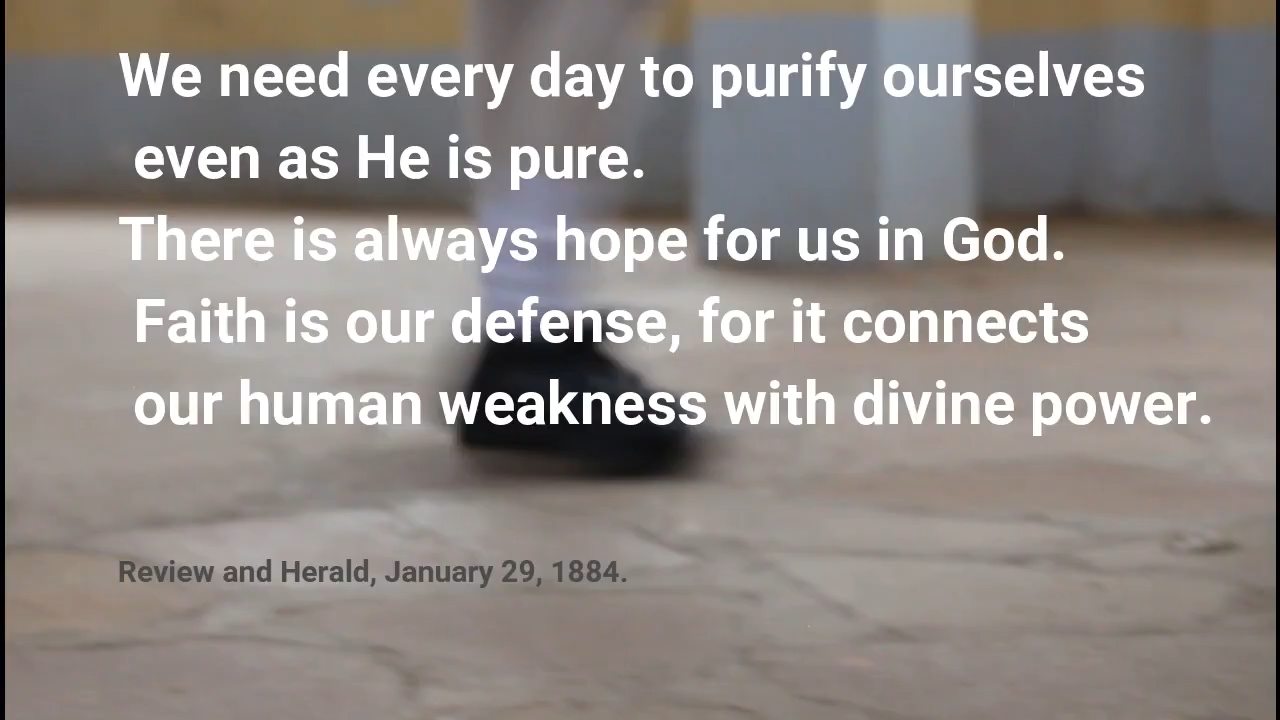 We need every day to purify ourselves
even as He is pure.
There is always hope for us in God.
Faith is our defense, for it connects
our human weakness with divine power.
Review and Herald, January 29, 1884.